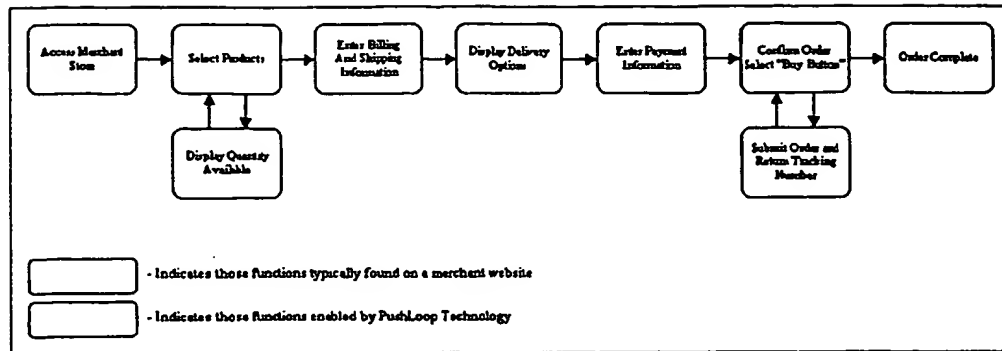 Access Merchant
Store
Select Products
Enter Billing
And Shipping
Information
Display Delivery
Options
Enter Payment
Information
Confirm Order
Select "Buy Button"
Order Complete
Display Quantity
Available
Submit Order and
Return Tracking
Number
- Indicates those functions typically found on a merchant website
- Indicates those functions enabled by PushLoop Technology